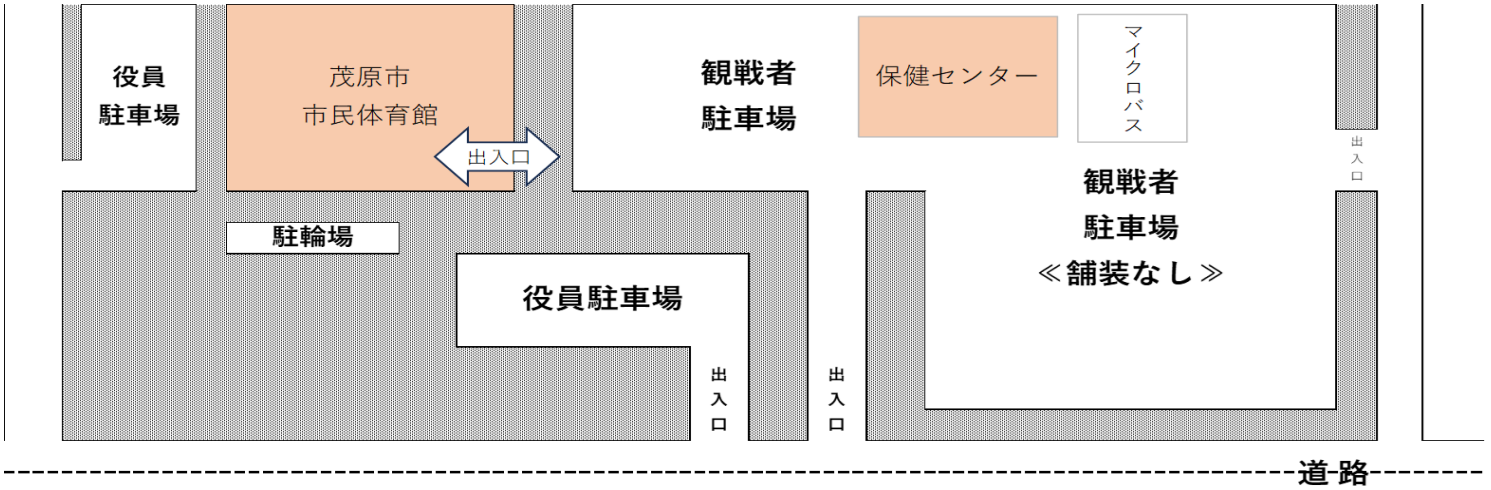 役員
駐車場
茂原市
市民体育館
出入口
観戦者
駐車場
保健センター
マイクロバス
出入口
観戦者
駐車場
≪舗装なし≫
駐輪場
役員駐車場
出入口
出入口
道路